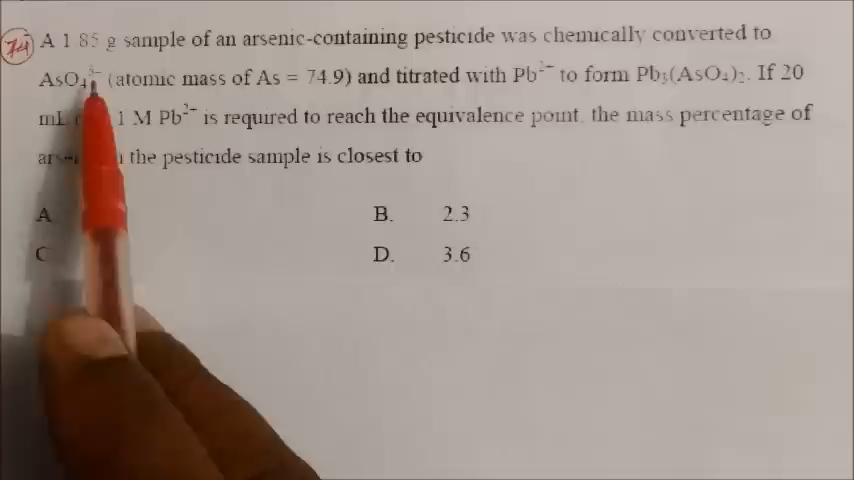 74 A 1 85 g sample of an arsenic-containing pesticide was chemically converted to
AsO₄³⁻ (atomic mass of As = 74.9) and titrated with Pb²⁺ to form Pb₃(AsO₄)₂. If 20
mL 1 M Pb²⁺ is required to reach the equivalence point, the mass percentage of
the pesticide sample is closest to
A B. 2.3
C D. 3.6